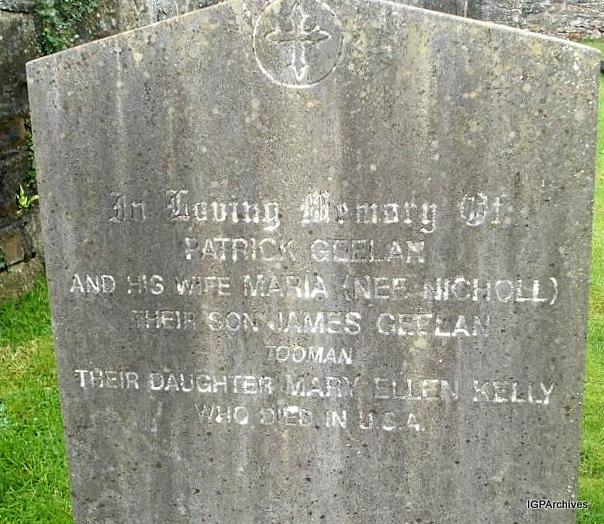 In Loving Memory Of
PATRICK GEELAN
AND HIS WIFE MARIA (NEE NICHOLL)
THEIR SON JAMES GEELAN
TOOMAN
THEIR DAUGHTER MARY ELLEN KELLY
WHO DIED IN U.S.A.
IGPArchives